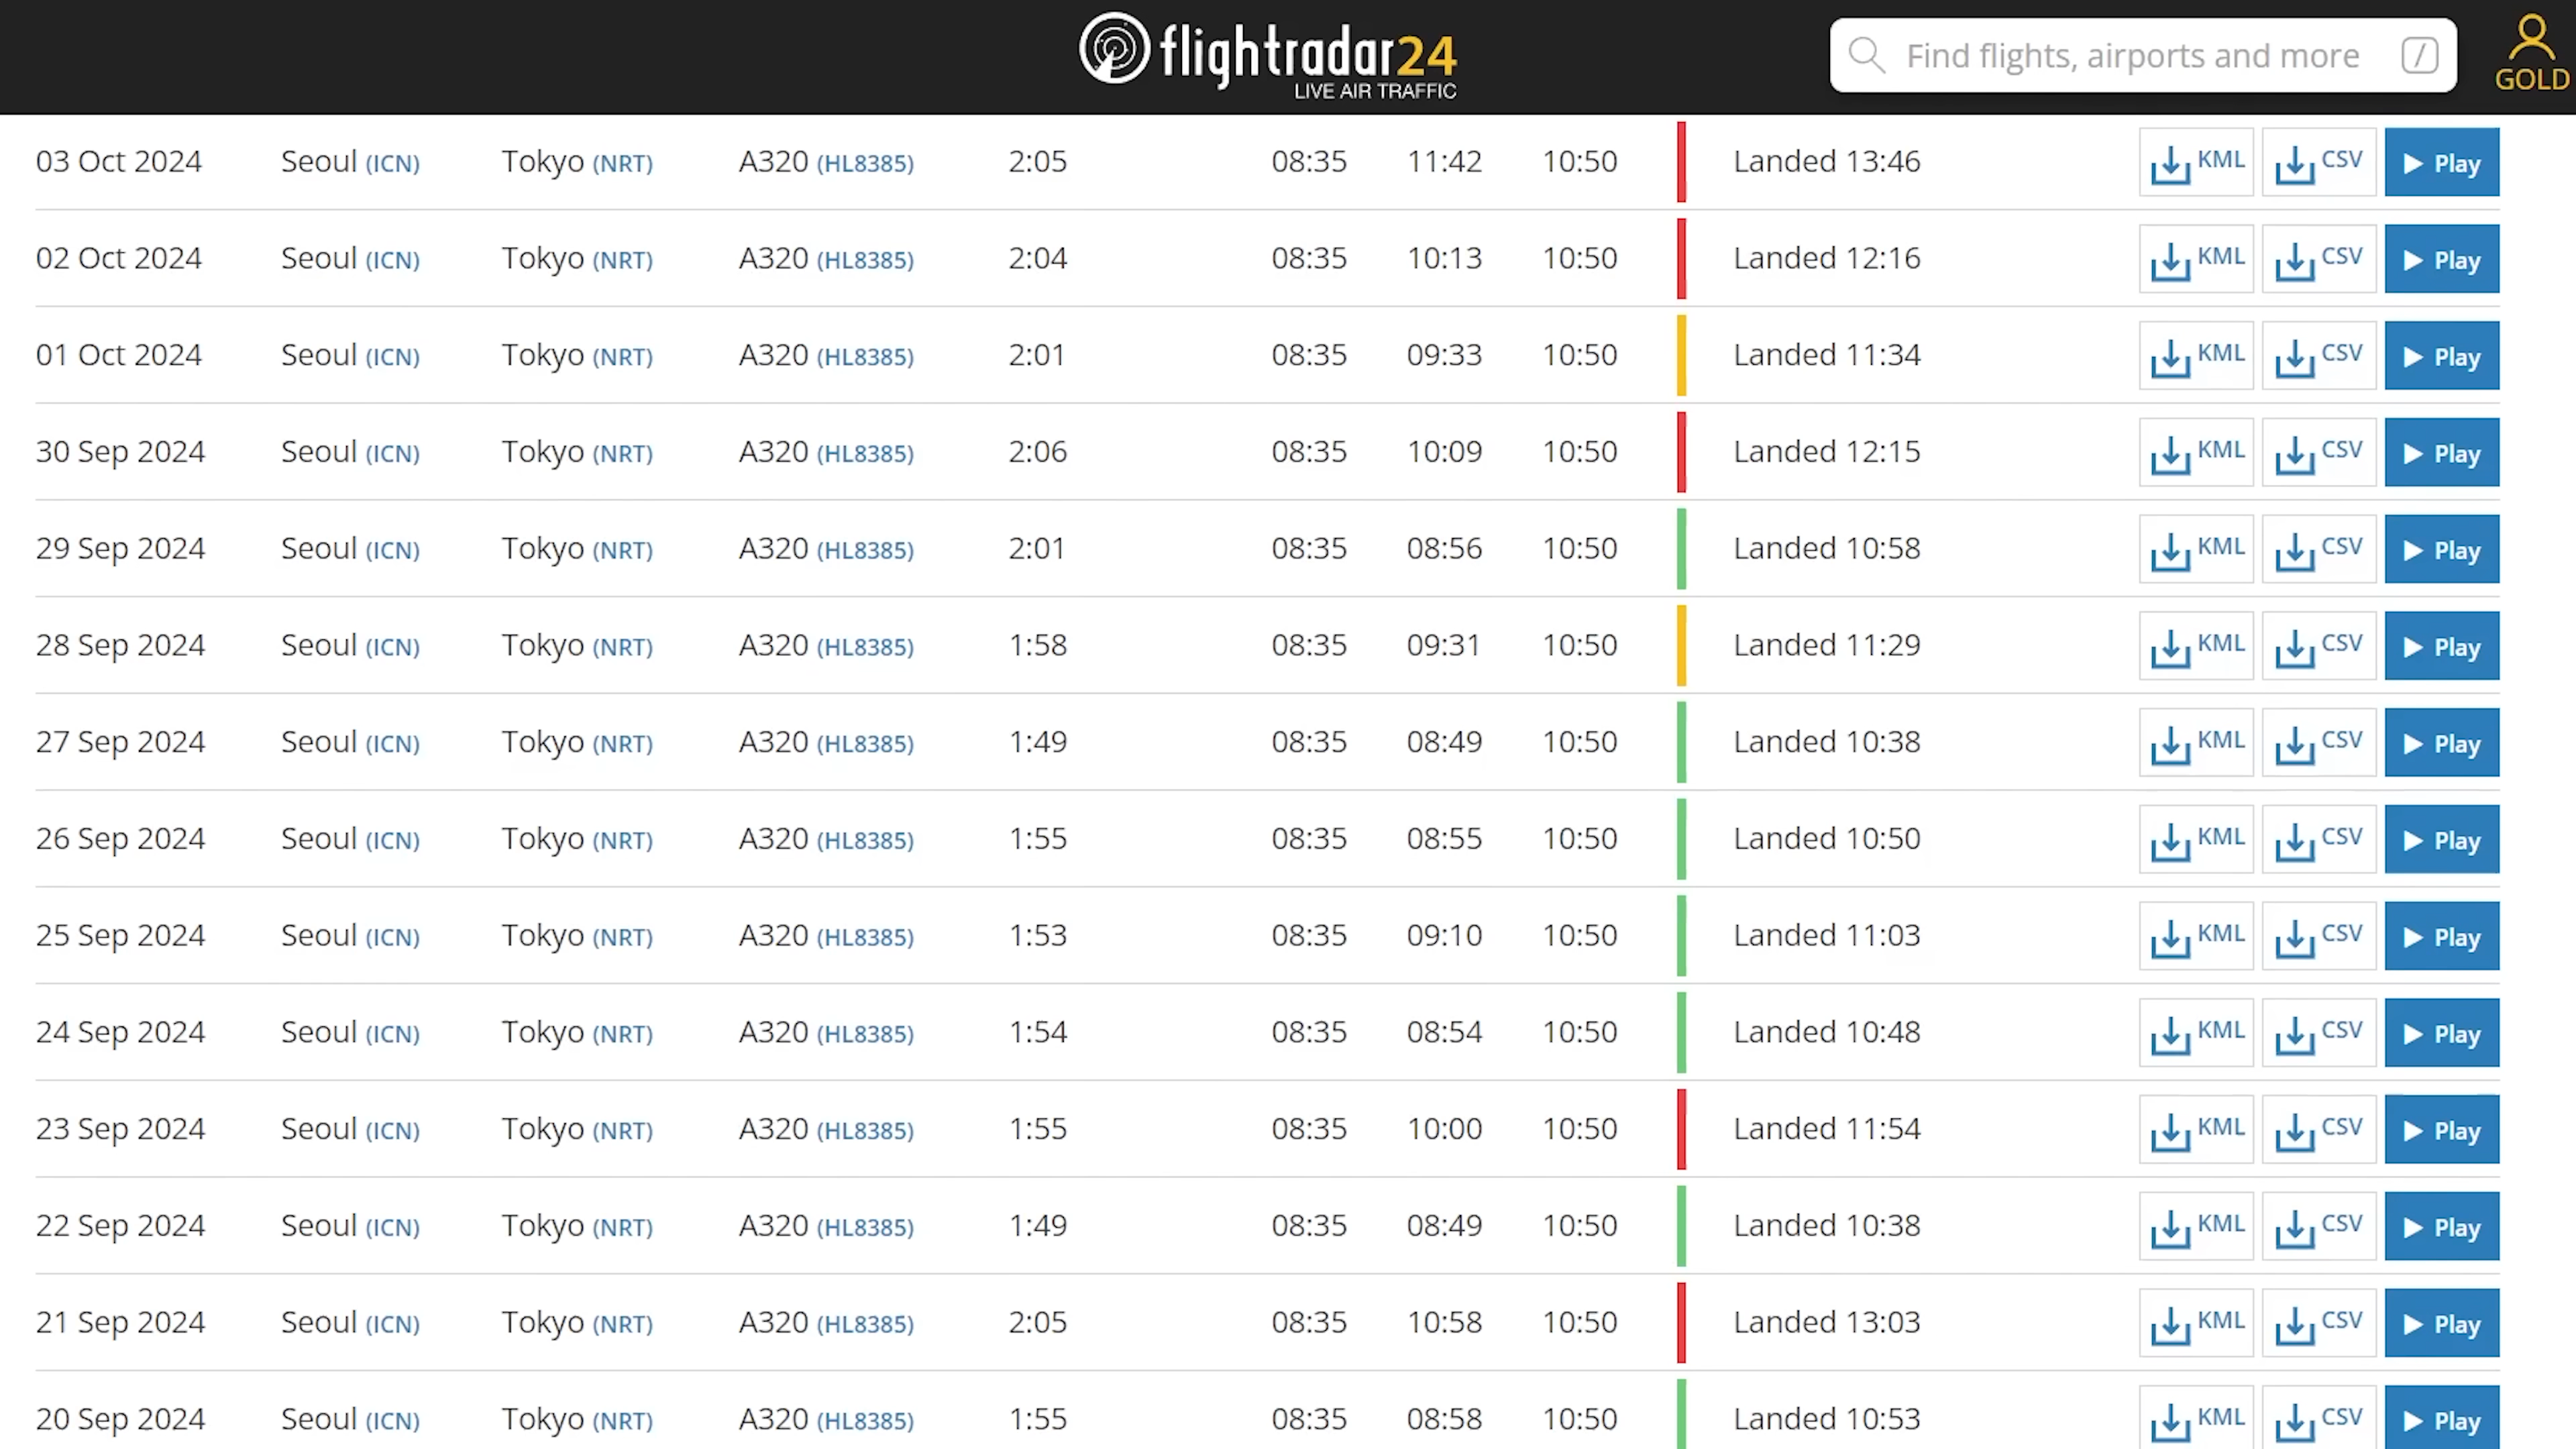 flightradar24
LIVE AIR TRAFFIC
Find flights, airports and more /
GOLD
03 Oct 2024 Seoul (ICN) Tokyo (NRT) A320 (HL8385) 2:05 08:35 11:42 10:50 Landed 13:46 KML CSV Play
02 Oct 2024 Seoul (ICN) Tokyo (NRT) A320 (HL8385) 2:04 08:35 10:13 10:50 Landed 12:16 KML CSV Play
01 Oct 2024 Seoul (ICN) Tokyo (NRT) A320 (HL8385) 2:01 08:35 09:33 10:50 Landed 11:34 KML CSV Play
30 Sep 2024 Seoul (ICN) Tokyo (NRT) A320 (HL8385) 2:06 08:35 10:09 10:50 Landed 12:15 KML CSV Play
29 Sep 2024 Seoul (ICN) Tokyo (NRT) A320 (HL8385) 2:01 08:35 08:56 10:50 Landed 10:58 KML CSV Play
28 Sep 2024 Seoul (ICN) Tokyo (NRT) A320 (HL8385) 1:58 08:35 09:31 10:50 Landed 11:29 KML CSV Play
27 Sep 2024 Seoul (ICN) Tokyo (NRT) A320 (HL8385) 1:49 08:35 08:49 10:50 Landed 10:38 KML CSV Play
26 Sep 2024 Seoul (ICN) Tokyo (NRT) A320 (HL8385) 1:55 08:35 08:55 10:50 Landed 10:50 KML CSV Play
25 Sep 2024 Seoul (ICN) Tokyo (NRT) A320 (HL8385) 1:53 08:35 09:10 10:50 Landed 11:03 KML CSV Play
24 Sep 2024 Seoul (ICN) Tokyo (NRT) A320 (HL8385) 1:54 08:35 08:54 10:50 Landed 10:48 KML CSV Play
23 Sep 2024 Seoul (ICN) Tokyo (NRT) A320 (HL8385) 1:55 08:35 10:00 10:50 Landed 11:54 KML CSV Play
22 Sep 2024 Seoul (ICN) Tokyo (NRT) A320 (HL8385) 1:49 08:35 08:49 10:50 Landed 10:38 KML CSV Play
21 Sep 2024 Seoul (ICN) Tokyo (NRT) A320 (HL8385) 2:05 08:35 10:58 10:50 Landed 13:03 KML CSV Play
20 Sep 2024 Seoul (ICN) Tokyo (NRT) A320 (HL8385) 1:55 08:35 08:58 10:50 Landed 10:53 KML CSV Play